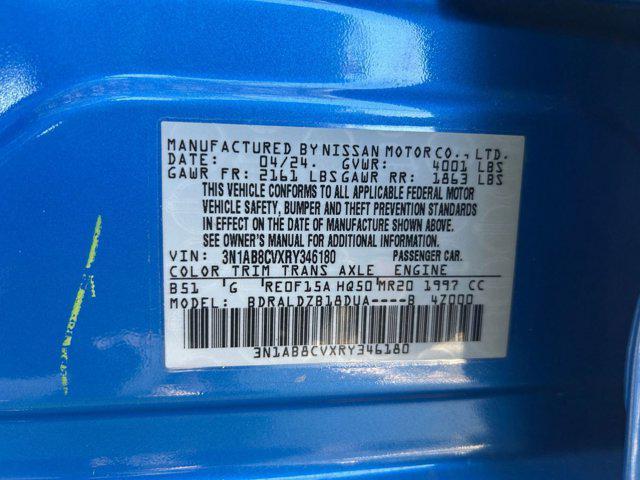 MANUFACTURED BY NISSAN MOTOR CO., LTD.
DATE: 04/24. GVWR: 4001 LBS
GAWR FR: 2161 LBS GAWR RR: 1863 LBS
THIS VEHICLE CONFORMS TO ALL APPLICABLE FEDERAL MOTOR
VEHICLE SAFETY, BUMPER AND THEFT PREVENTION STANDARDS
IN EFFECT ON THE DATE OF MANUFACTURE SHOWN ABOVE.
SEE OWNER'S MANUAL FOR ADDITIONAL INFORMATION.
VIN: 3N1AB8CVXRY346180 PASSENGER CAR.
COLOR TRIM TRANS AXLE ENGINE
B51 G RE0F15A HQ50 MR20 1997 CC
MODEL: BDRALDZB18DUA----B 4Z000
3N1AB8CVXRY346180